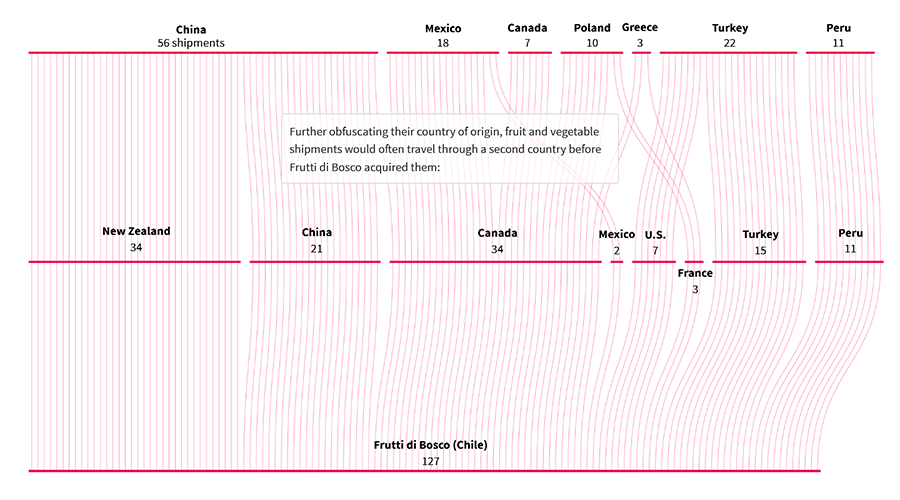 China
56 shipments
Mexico
18
Canada
7
Poland
10
Greece
3
Turkey
22
Peru
11
Further obfuscating their country of origin, fruit and vegetable
shipments would often travel through a second country before
Frutti di Bosco acquired them:
New Zealand
34
China
21
Canada
34
Mexico
2
U.S.
7
France
3
Turkey
15
Peru
11
Frutti di Bosco (Chile)
127